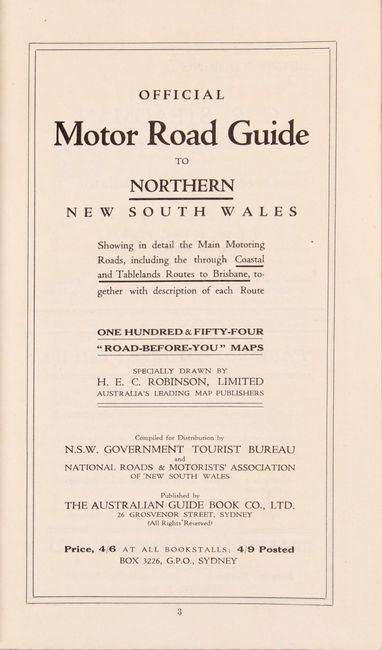 OFFICIAL
Motor Road Guide
TO
NORTHERN
NEW SOUTH WALES
Showing in detail the Main Motoring
Roads, including the through Coastal
and Tablelands Routes to Brisbane, to-
gether with description of each Route
ONE HUNDRED & FIFTY-FOUR
"ROAD-BEFORE-YOU" MAPS
SPECIALLY DRAWN BY
H. E. C. ROBINSON, LIMITED
AUSTRALIA'S LEADING MAP PUBLISHERS
Compiled for Distribution by
N.S.W. GOVERNMENT TOURIST BUREAU
and
NATIONAL ROADS & MOTORISTS' ASSOCIATION
OF NEW SOUTH WALES
Published by
THE AUSTRALIAN GUIDE BOOK CO., LTD.
26 GROSVENOR STREET, SYDNEY
(All Rights Reserved)
Price, 4/6 AT ALL BOOKSTALLS; 4/9 Posted
BOX 3226, G.P.O., SYDNEY
3